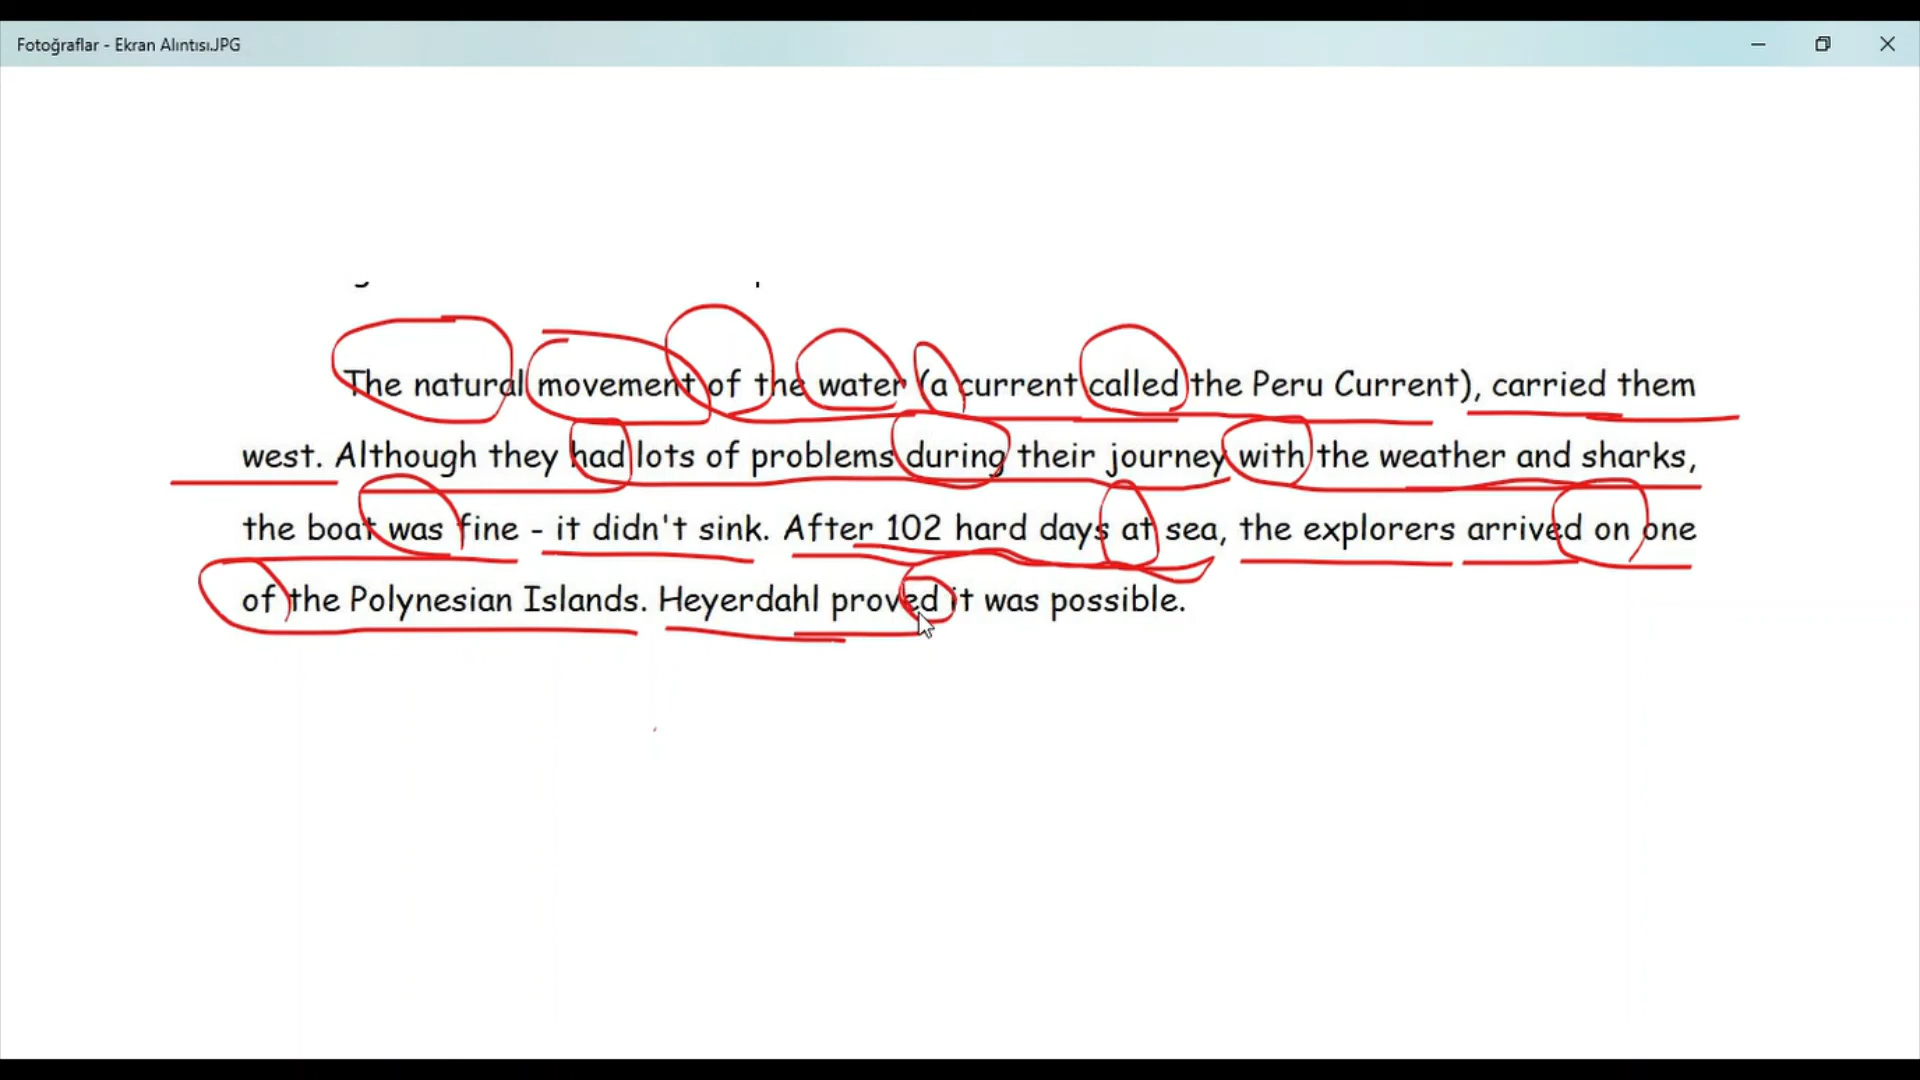 Fotoğraflar - Ekran Alıntısı.JPG
The natural movement of the water (a current called the Peru Current), carried them
west. Although they had lots of problems during their journey with the weather and sharks,
the boat was fine - it didn't sink. After 102 hard days at sea, the explorers arrived on one
of the Polynesian Islands. Heyerdahl proved it was possible.